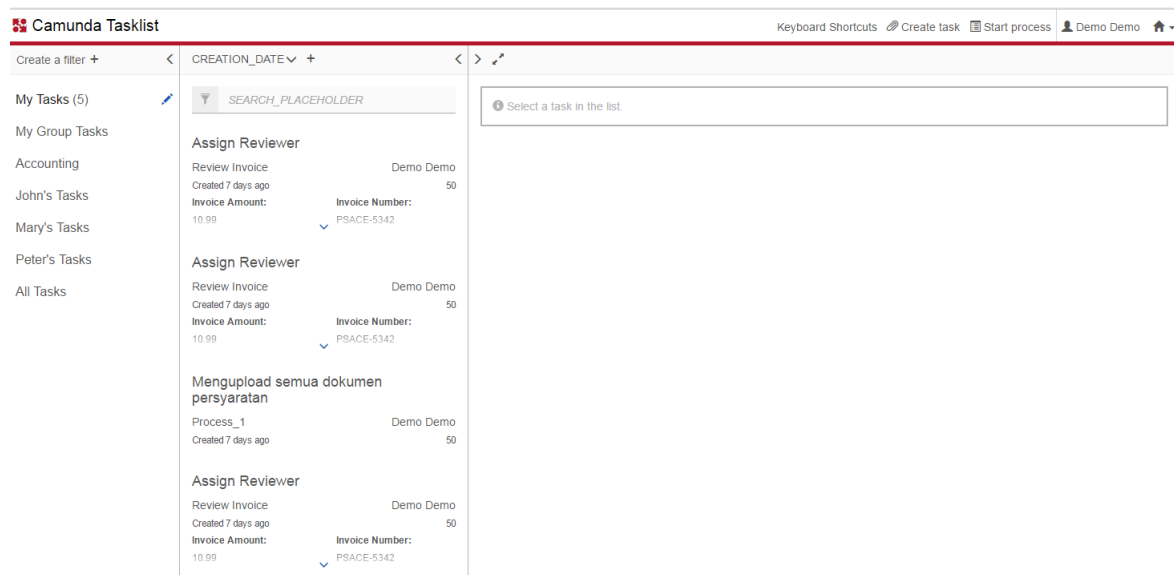 Camunda Tasklist
Keyboard Shortcuts Create task Start process Demo Demo
Create a filter +
CREATION_DATE +
My Tasks (5)
My Group Tasks
Accounting
John's Tasks
Mary's Tasks
Peter's Tasks
All Tasks
SEARCH_PLACEHOLDER
Assign Reviewer
Review Invoice Demo Demo
Created 7 days ago 50
Invoice Amount: Invoice Number:
10.99 PSACE-5342
Assign Reviewer
Review Invoice Demo Demo
Created 7 days ago 50
Invoice Amount: Invoice Number:
10.99 PSACE-5342
Mengupload semua dokumen
persyaratan
Process_1 Demo Demo
Created 7 days ago 50
Assign Reviewer
Review Invoice Demo Demo
Created 7 days ago 50
Invoice Amount: Invoice Number:
10.99 PSACE-5342
Select a task in the list.